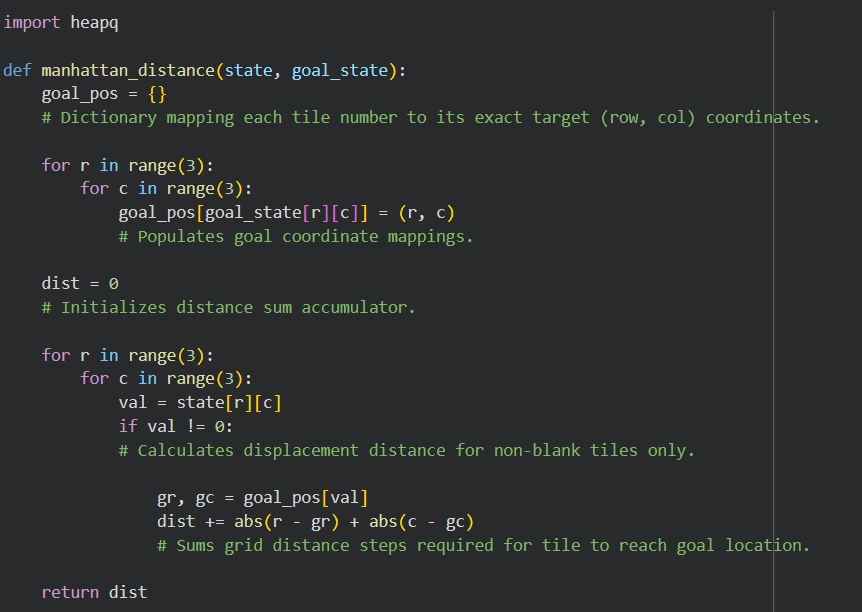 import heapq

def manhattan_distance(state, goal_state):
    goal_pos = {}
    # Dictionary mapping each tile number to its exact target (row, col) coordinates.

    for r in range(3):
        for c in range(3):
            goal_pos[goal_state[r][c]] = (r, c)
            # Populates goal coordinate mappings.

    dist = 0
    # Initializes distance sum accumulator.

    for r in range(3):
        for c in range(3):
            val = state[r][c]
            if val != 0:
            # Calculates displacement distance for non-blank tiles only.

                gr, gc = goal_pos[val]
                dist += abs(r - gr) + abs(c - gc)
                # Sums grid distance steps required for tile to reach goal location.

    return dist